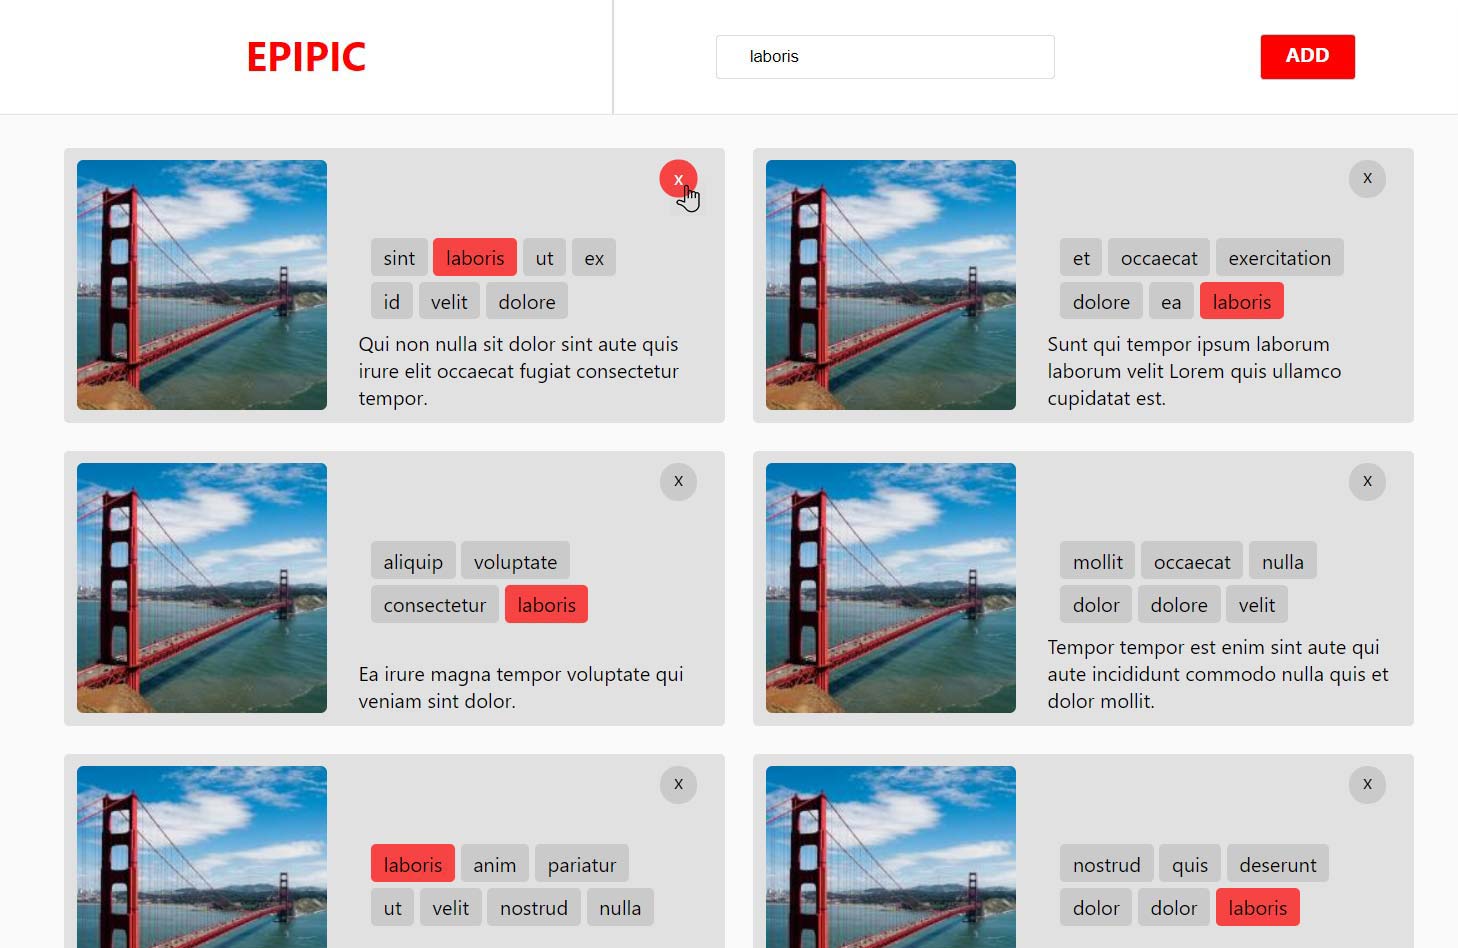 EPIPIC
laboris
ADD
x
sint laboris ut ex
id velit dolore
Qui non nulla sit dolor sint aute quis
irure elit occaecat fugiat consectetur
tempor.
x
et occaecat exercitation
dolore ea laboris
Sunt qui tempor ipsum laborum
laborum velit Lorem quis ullamco
cupidatat est.
x
aliquip voluptate
consectetur laboris
Ea irure magna tempor voluptate qui
veniam sint dolor.
x
mollit occaecat nulla
dolor dolore velit
Tempor tempor est enim sint aute qui
aute incididunt commodo nulla quis et
dolor mollit.
x
laboris anim pariatur
ut velit nostrud nulla
x
nostrud quis deserunt
dolor dolor laboris